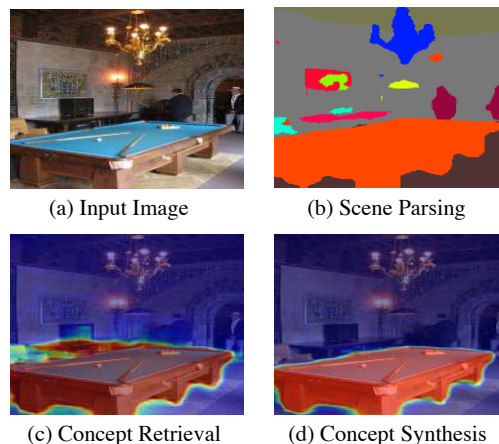 (a) Input Image
(b) Scene Parsing
(c) Concept Retrieval
(d) Concept Synthesis